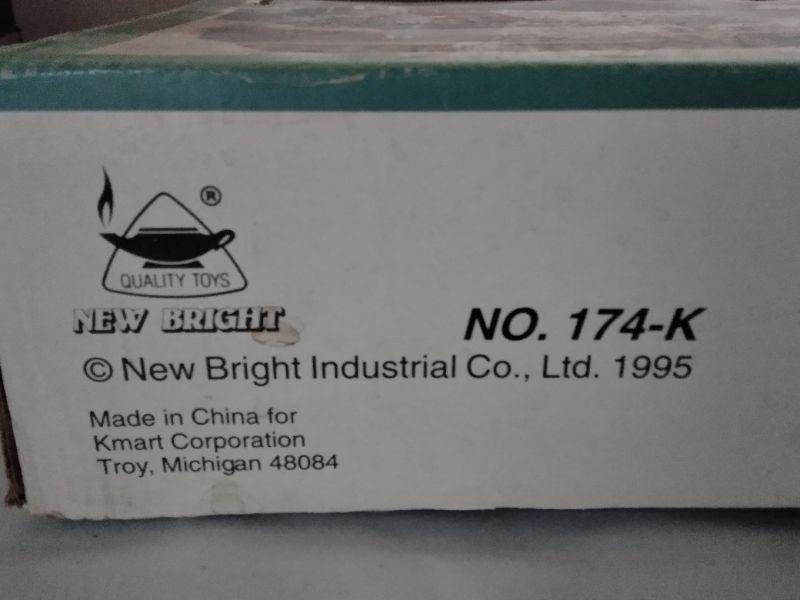 ®
QUALITY TOYS
NEW BRIGHT
NO. 174-K
© New Bright Industrial Co., Ltd. 1995
Made in China for
Kmart Corporation
Troy, Michigan 48084